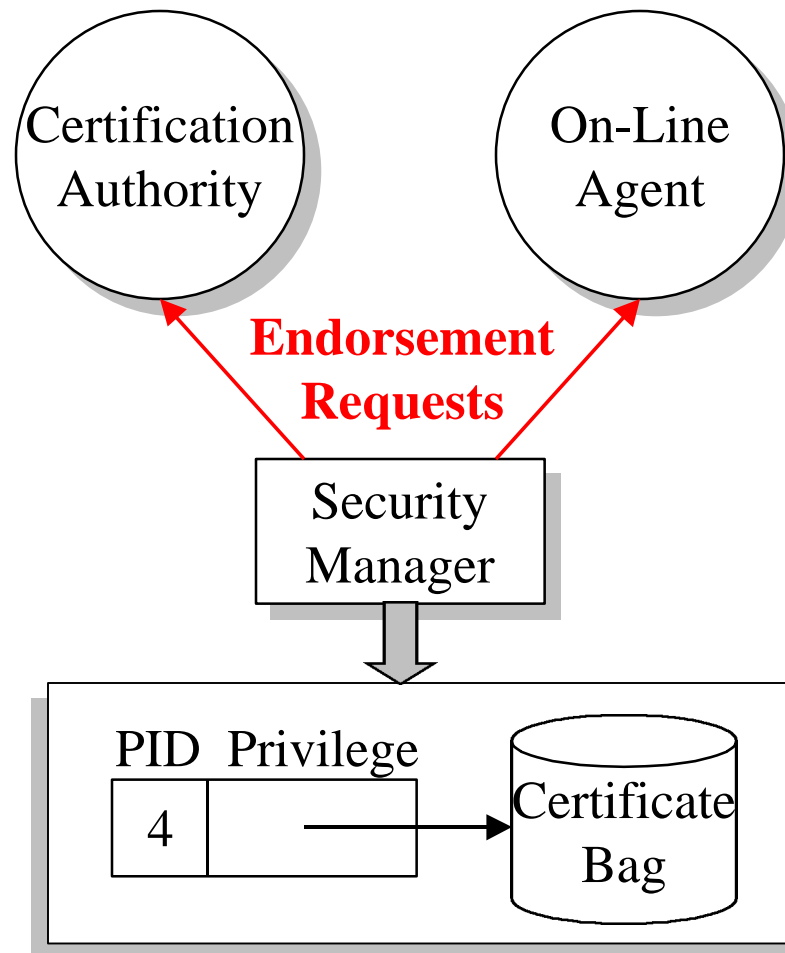 Certification
Authority
On-Line
Agent
Endorsement
Requests
Security
Manager
PID Privilege
4
Certificate
Bag